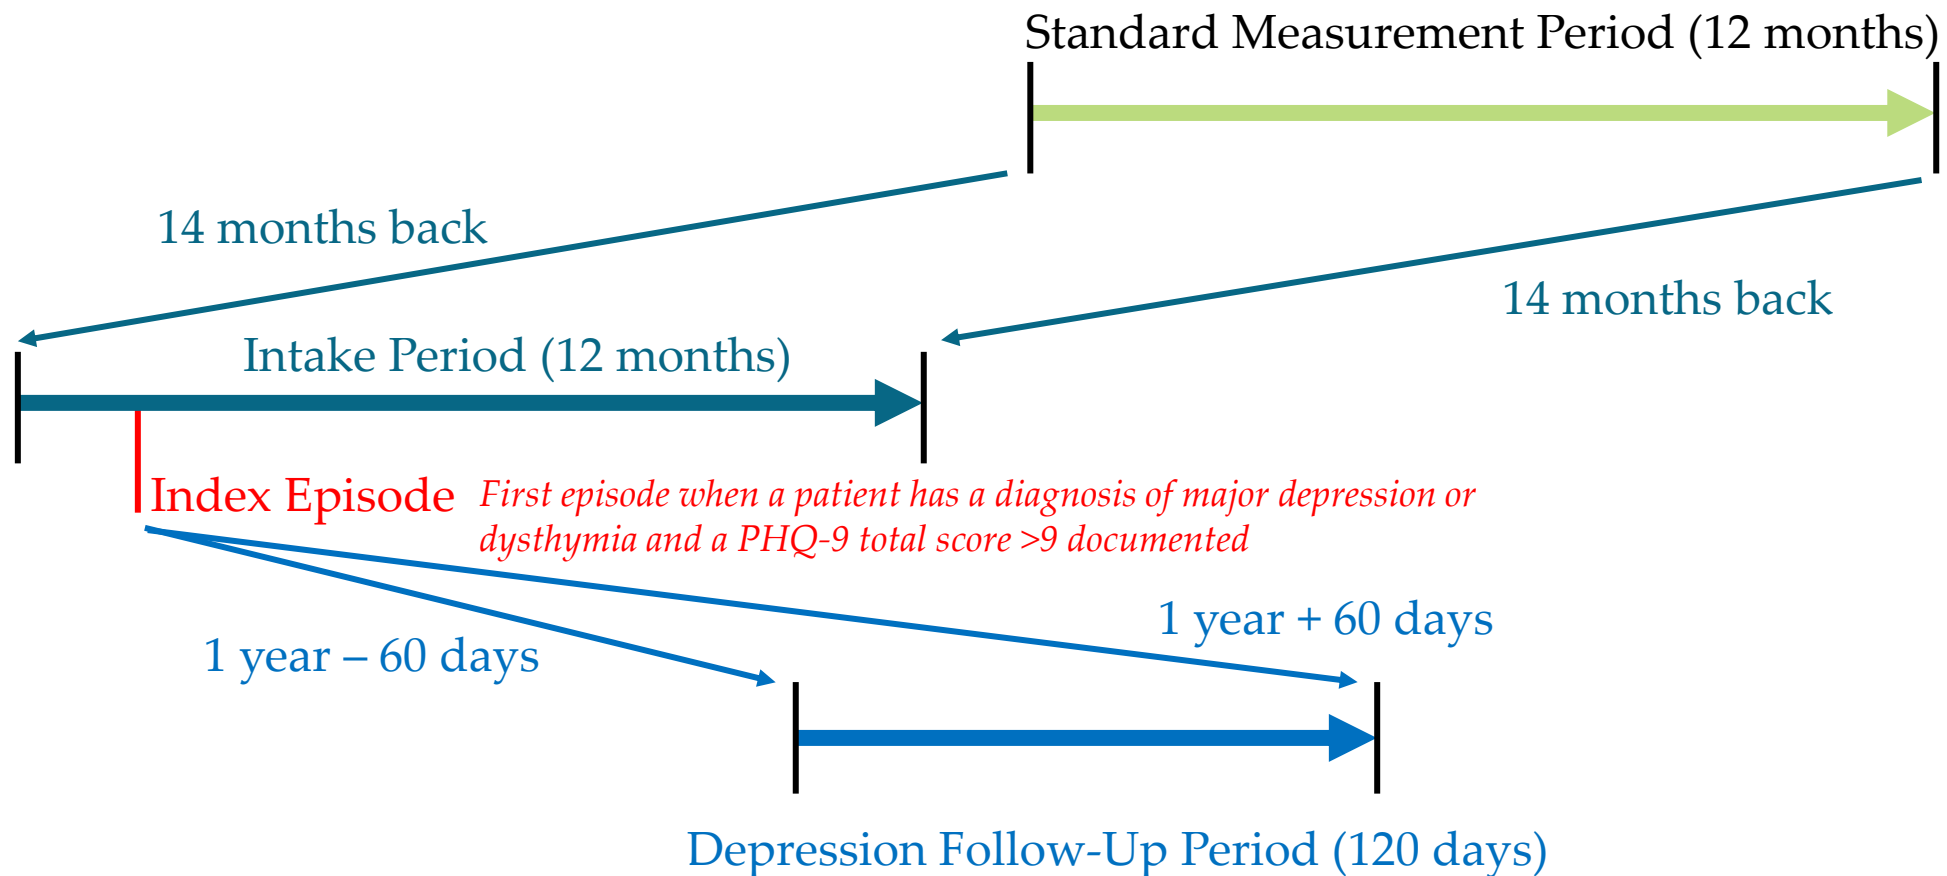 Standard Measurement Period (12 months)
14 months back
14 months back
Intake Period (12 months)
Index Episode
First episode when a patient has a diagnosis of major depression or
dysthymia and a PHQ-9 total score >9 documented
1 year + 60 days
1 year – 60 days
Depression Follow-Up Period (120 days)